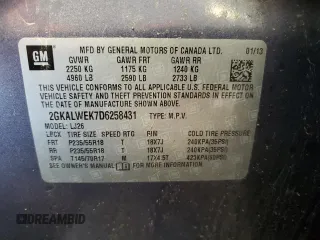 GM
MFD BY GENERAL MOTORS OF CANADA LTD. 01/13
GVWR GAWR FRT GAWR RR
2250 KG 1175 KG 1240 KG
4960 LB 2590 LB 2733 LB
THIS VEHICLE CONFORMS TO ALL APPLICABLE U.S. FEDERAL MOTOR
VEHICLE SAFETY AND THEFT PREVENTION STANDARDS IN EFFECT ON
THE DATE OF MANUFACTURE SHOWN ABOVE.
2GKALWEK7D6258431 TYPE: M.P.V.
MODEL: LJ26
TIRE SIZE SPEED RTG RIM COLD TIRE PRESSURE
FRT P235/55R18 T 18X7J 240KPA(35PSI)
RR P235/55R18 T 18X7J 240KPA(35PSI)
SPA T145/70R17 M 17X4 5T 420KPA(60PSI)
SEE OWNER'S MANUAL FOR MORE INFORMATION.